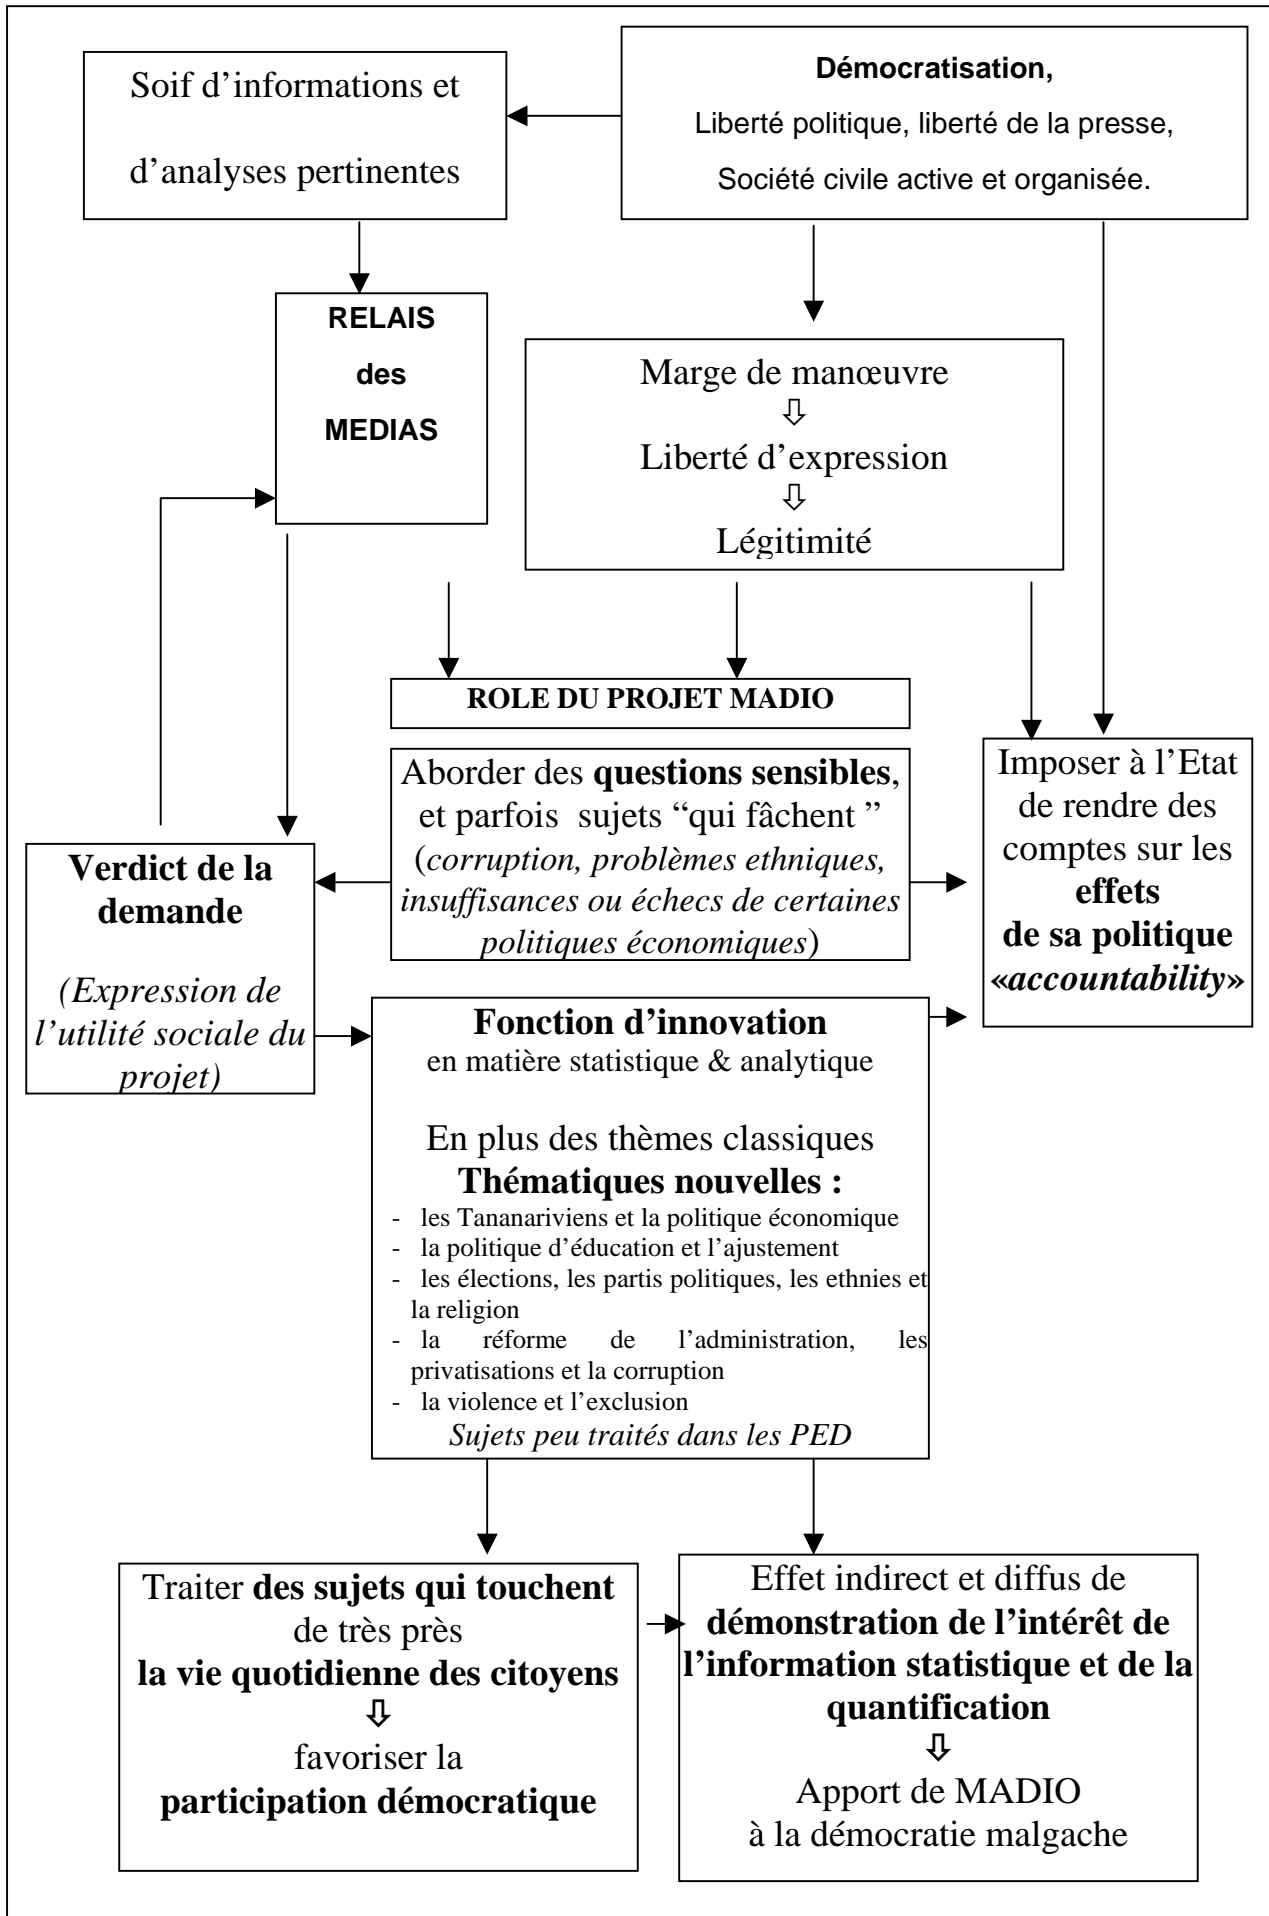 Soif d’informations et
d’analyses pertinentes
Démocratisation,
Liberté politique, liberté de la presse,
Société civile active et organisée.
RELAIS
des
MEDIAS
Marge de manœuvre
⇩
Liberté d’expression
⇩
Légitimité
ROLE DU PROJET MADIO
Aborder des questions sensibles,
et parfois sujets “qui fâchent ”
(corruption, problèmes ethniques,
insuffisances ou échecs de certaines
politiques économiques)
Imposer à l’Etat
de rendre des
comptes sur les
effets
de sa politique
«accountability»
Verdict de la
demande
(Expression de
l’utilité sociale du
projet)
Fonction d’innovation
en matière statistique & analytique
En plus des thèmes classiques
Thématiques nouvelles :
- les Tananariviens et la politique économique
- la politique d’éducation et l’ajustement
- les élections, les partis politiques, les ethnies et
la religion
- la réforme de l’administration, les
privatisations et la corruption
- la violence et l’exclusion
Sujets peu traités dans les PED
Traiter des sujets qui touchent
de très près
la vie quotidienne des citoyens
⇩
favoriser la
participation démocratique
Effet indirect et diffus de
démonstration de l’intérêt de
l’information statistique et de la
quantification
⇩
Apport de MADIO
à la démocratie malgache